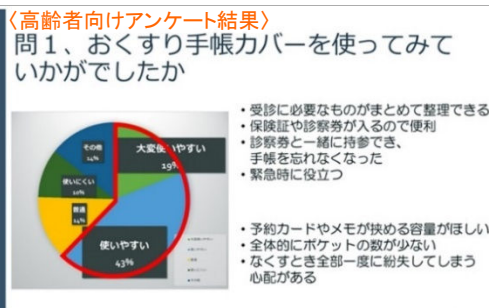 〈高齢者向けアンケート結果〉
問１、おくすり手帳カバーを使ってみて
いかがでしたか
その他
14%
大変使いやすい
19%
使いにくい
10%
普通
14%
使いやすい
43%
・受診に必要なものがまとめて整理できる
・保険証や診察券が入るので便利
・診察券と一緒に持参でき、
手帳を忘れなくなった
・緊急時に役立つ
・予約カードやメモが挟める容量がほしい
・全体的にポケットの数が少ない
・なくすとき全部一度に紛失してしまう
心配がある